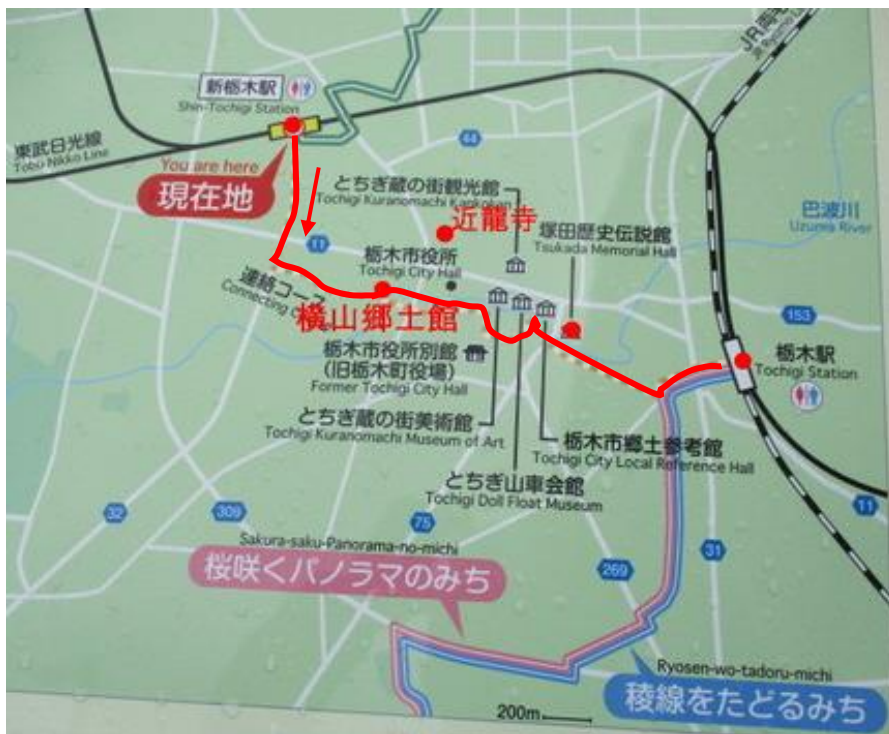 JR両毛
JR Ryomo L
新栃木駅
Shin-Tochigi Station
東武日光線
Tobu Nikko Line
You are here
現在地
44
とちぎ蔵の街観光館
Tochigi Kuranomachi Kankokan
近龍寺
塚田歴史伝説館
Tsukada Memorial Hall
巴波川
Uzuma River
11
栃木市役所
Tochigi City Hall
連絡コース
Connecting C
横山郷土館
153
栃木市役所別館
(旧栃木町役場)
Former Tochigi City Hall
栃木駅
Tochigi Station
とちぎ蔵の街美術館
Tochigi Kuranomachi Museum of Art
栃木市郷土参考館
Tochigi City Local Reference Hall
とちぎ山車会館
Tochigi Doll Float Museum
32
309
75
11
31
269
Sakura-saku-Panorama-no-michi
桜咲くパノラマのみち
Ryosen-wo-tadoru-michi
稜線をたどるみち
200m